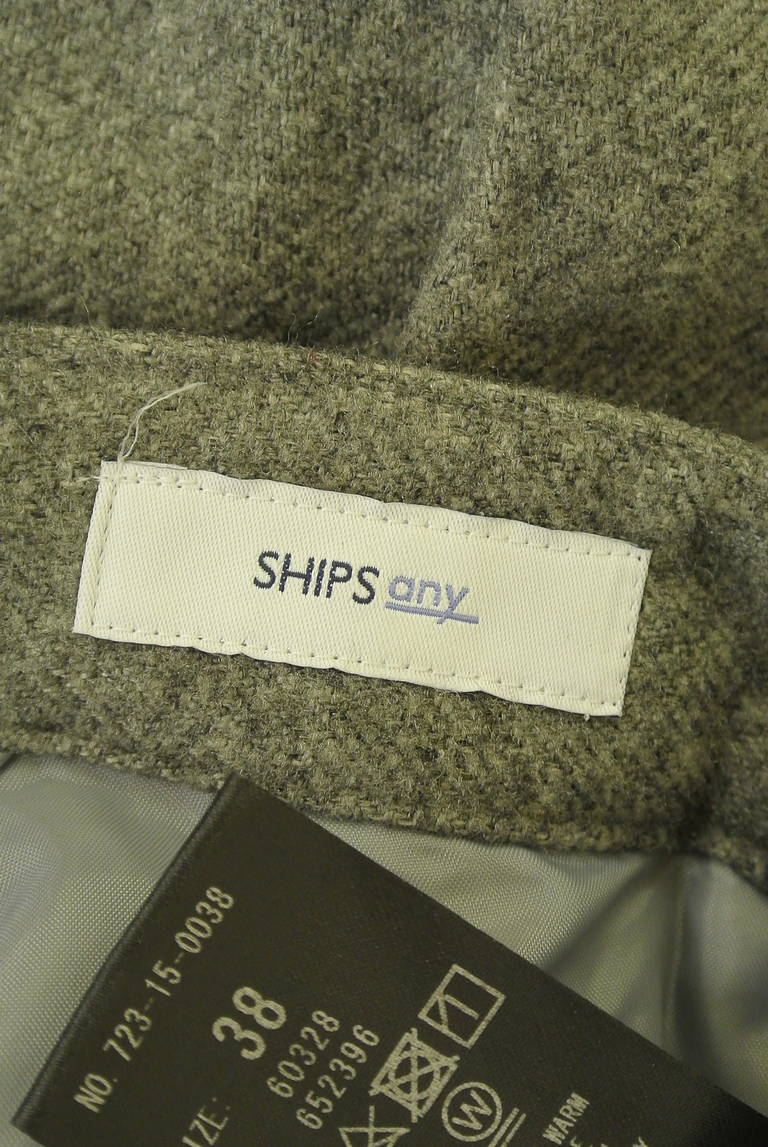 SHIPS any
NO. 723-15-0038
IZE: 38
60328
652396
W
WARM